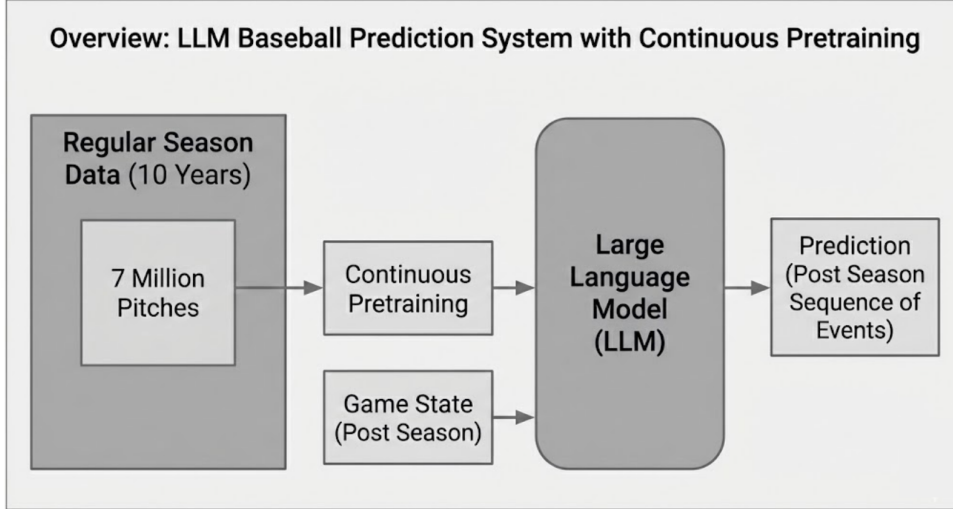 Overview: LLM Baseball Prediction System with Continuous Pretraining
Regular Season
Data (10 Years)
7 Million
Pitches
Continuous
Pretraining
Game State
(Post Season)
Large
Language
Model
(LLM)
Prediction
(Post Season
Sequence of
Events)